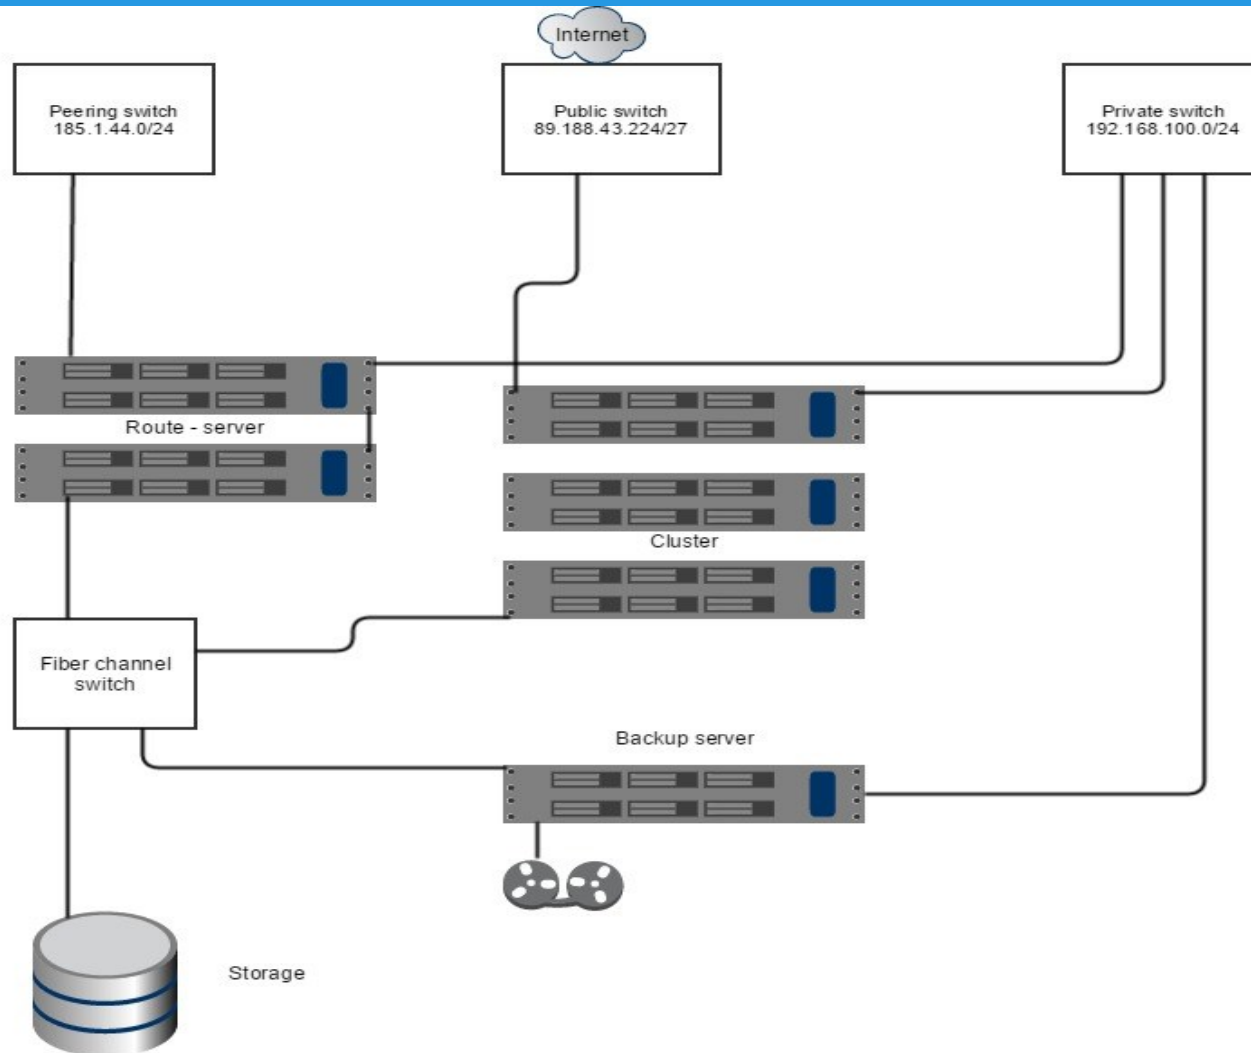 Internet
Peering switch
185.1.44.0/24
Public switch
89.188.43.224/27
Private switch
192.168.100.0/24
Route - server
Cluster
Fiber channel
switch
Backup server
Storage